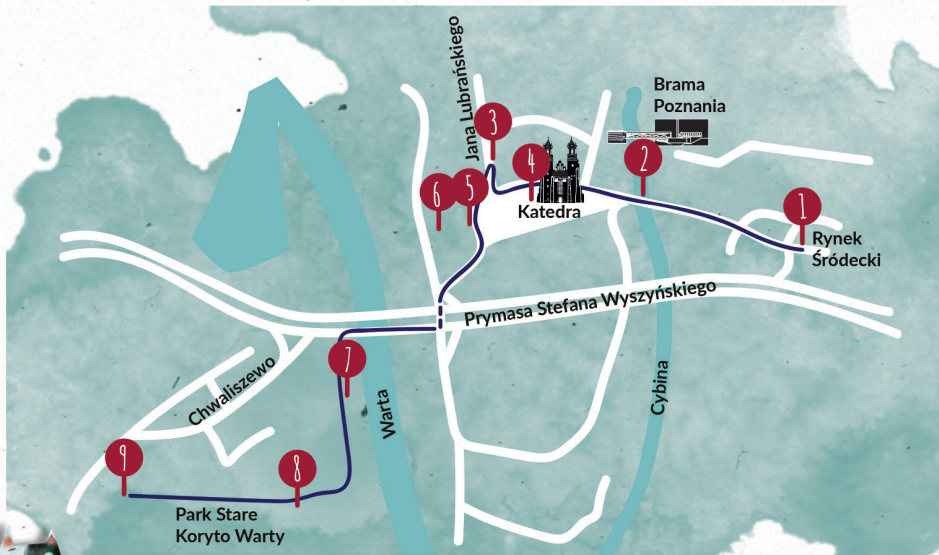 Jana Lubrańskiego
Brama
Poznania
3
4
2
6
5
1
Katedra
Rynek
Śródecki
Prymasa Stefana Wyszyńskiego
7
Chwaliszewo
Warta
Cybina
9
8
Park Stare
Koryto Warty